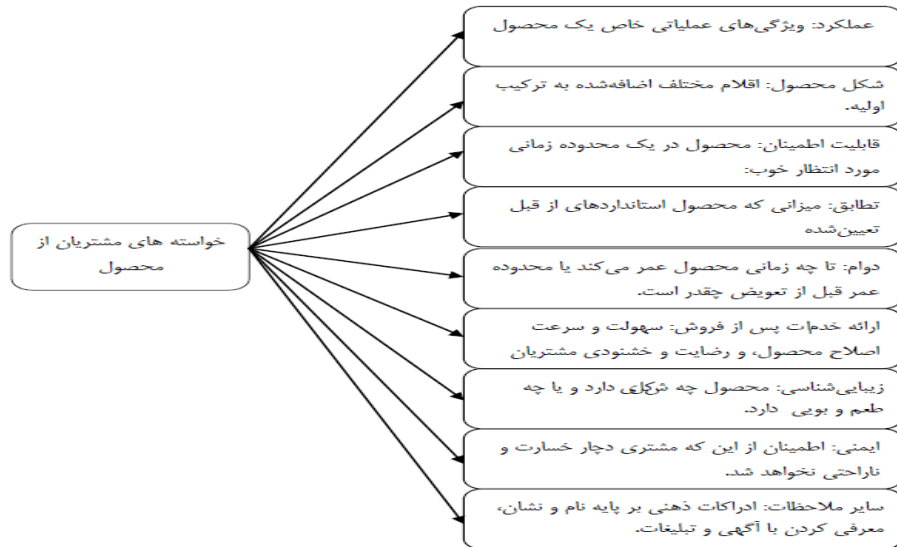 عملکرد: ویژگی‌های عملیاتی خاص یک محصول
شکل محصول: اقلام مختلف اضافه‌شده به ترکیب
اولیه.
قابلیت اطمینان: محصول در یک محدوده زمانی
مورد انتظار خوب:
تطابق: میزانی که محصول استانداردهای از قبل
تعیین‌شده
خواسته های مشتریان از
محصول
دوام: تا چه زمانی محصول عمر می‌کند یا محدوده
عمر قبل از تعویض چقدر است.
ارائه خدمات پس از فروش: سهولت و سرعت
اصلاح محصول، و رضایت و خشنودی مشتریان
زیبایی‌شناسی: محصول چه شکلی دارد و یا چه
طعم و بویی دارد.
ایمنی: اطمینان از این که مشتری دچار خسارت و
ناراحتی نخواهد شد.
سایر ملاحظات: ادراکات ذهنی بر پایه نام و نشان،
معرفی کردن با آگهی و تبلیغات.